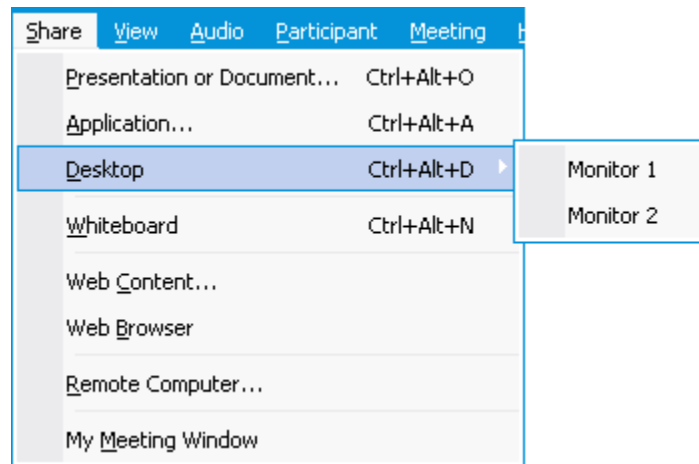 Share View Audio Participant Meeting
Presentation or Document... Ctrl+Alt+O
Application... Ctrl+Alt+A
Desktop Ctrl+Alt+D
Monitor 1
Monitor 2
Whiteboard Ctrl+Alt+N
Web Content...
Web Browser
Remote Computer...
My Meeting Window